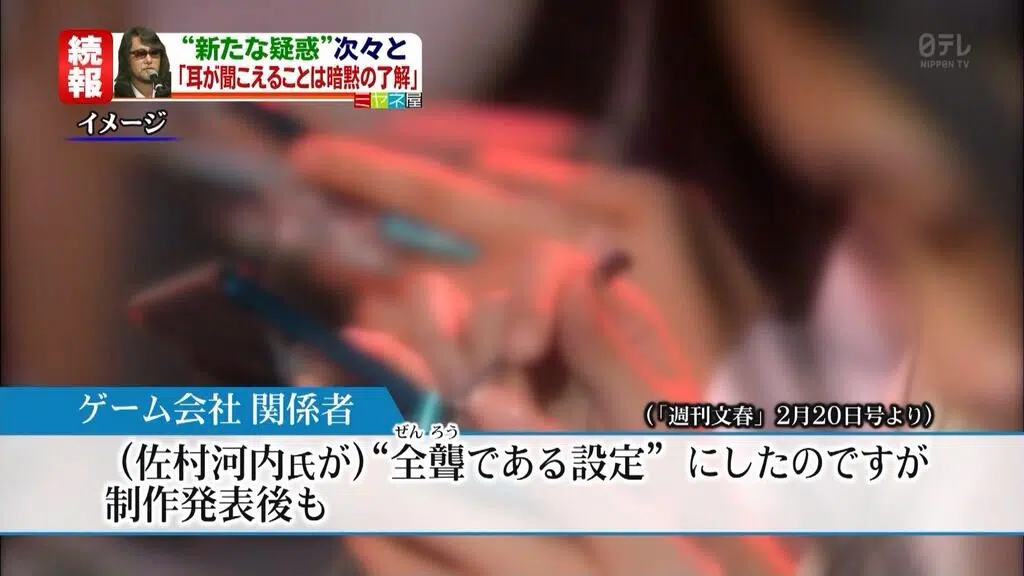 続報
“新たな疑惑”次々と
「耳が聞こえることは暗黙の了解」
ミヤネ屋
イメージ
日テレ
NIPPON TV
ゲーム会社 関係者
（「週刊文春」2月20日号より）
ぜんろう
（佐村河内氏が）“全聾である設定” にしたのですが
制作発表後も